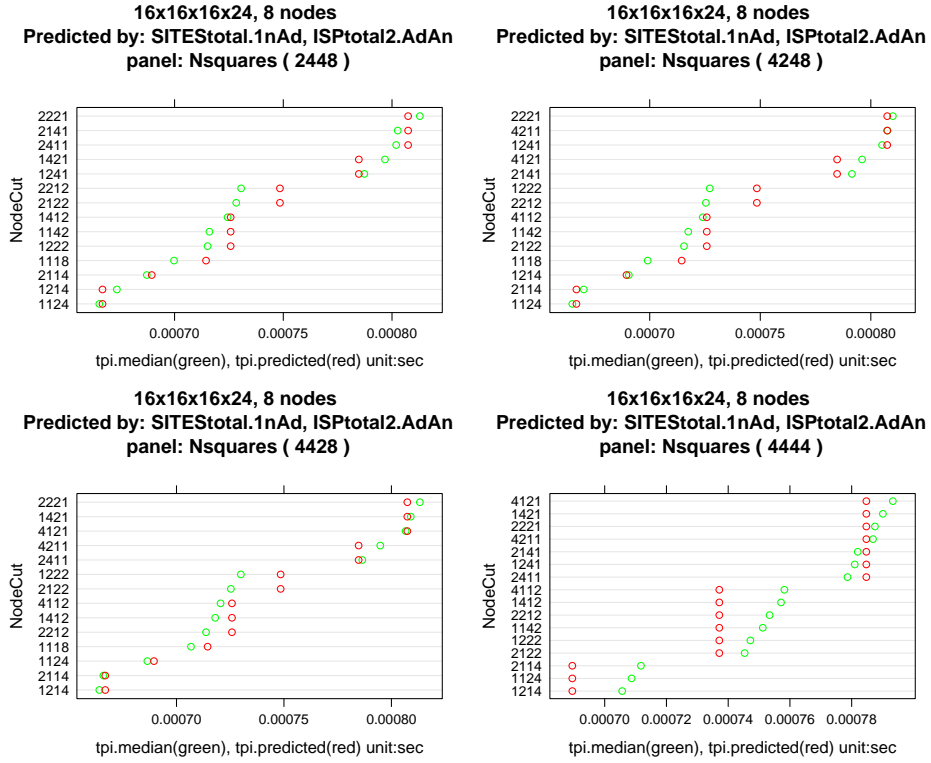 16x16x16x24, 8 nodes
Predicted by: SITEStotal.1nAd, ISPtotal2.AdAn
panel: Nsquares ( 2448 )
NodeCut
2221
2141
2411
1421
1241
2212
2122
1412
1142
1222
1118
2114
1214
1124
0.00070 0.00075 0.00080
tpi.median(green), tpi.predicted(red) unit:sec
16x16x16x24, 8 nodes
Predicted by: SITEStotal.1nAd, ISPtotal2.AdAn
panel: Nsquares ( 4248 )
NodeCut
2221
4211
1241
4121
2141
1222
2212
4112
1142
2122
1118
2114
1214
1124
0.00070 0.00075 0.00080
tpi.median(green), tpi.predicted(red) unit:sec
16x16x16x24, 8 nodes
Predicted by: SITEStotal.1nAd, ISPtotal2.AdAn
panel: Nsquares ( 4428 )
NodeCut
2221
1421
4121
4211
2411
1222
2122
4112
1412
2212
1118
1124
2114
1214
0.00070 0.00075 0.00080
tpi.median(green), tpi.predicted(red) unit:sec
16x16x16x24, 8 nodes
Predicted by: SITEStotal.1nAd, ISPtotal2.AdAn
panel: Nsquares ( 4444 )
NodeCut
4121
1421
2221
4211
2141
1241
2411
4112
1412
2212
1142
1222
2122
2114
1124
1214
0.00070 0.00072 0.00074 0.00076 0.00078
tpi.median(green), tpi.predicted(red) unit:sec